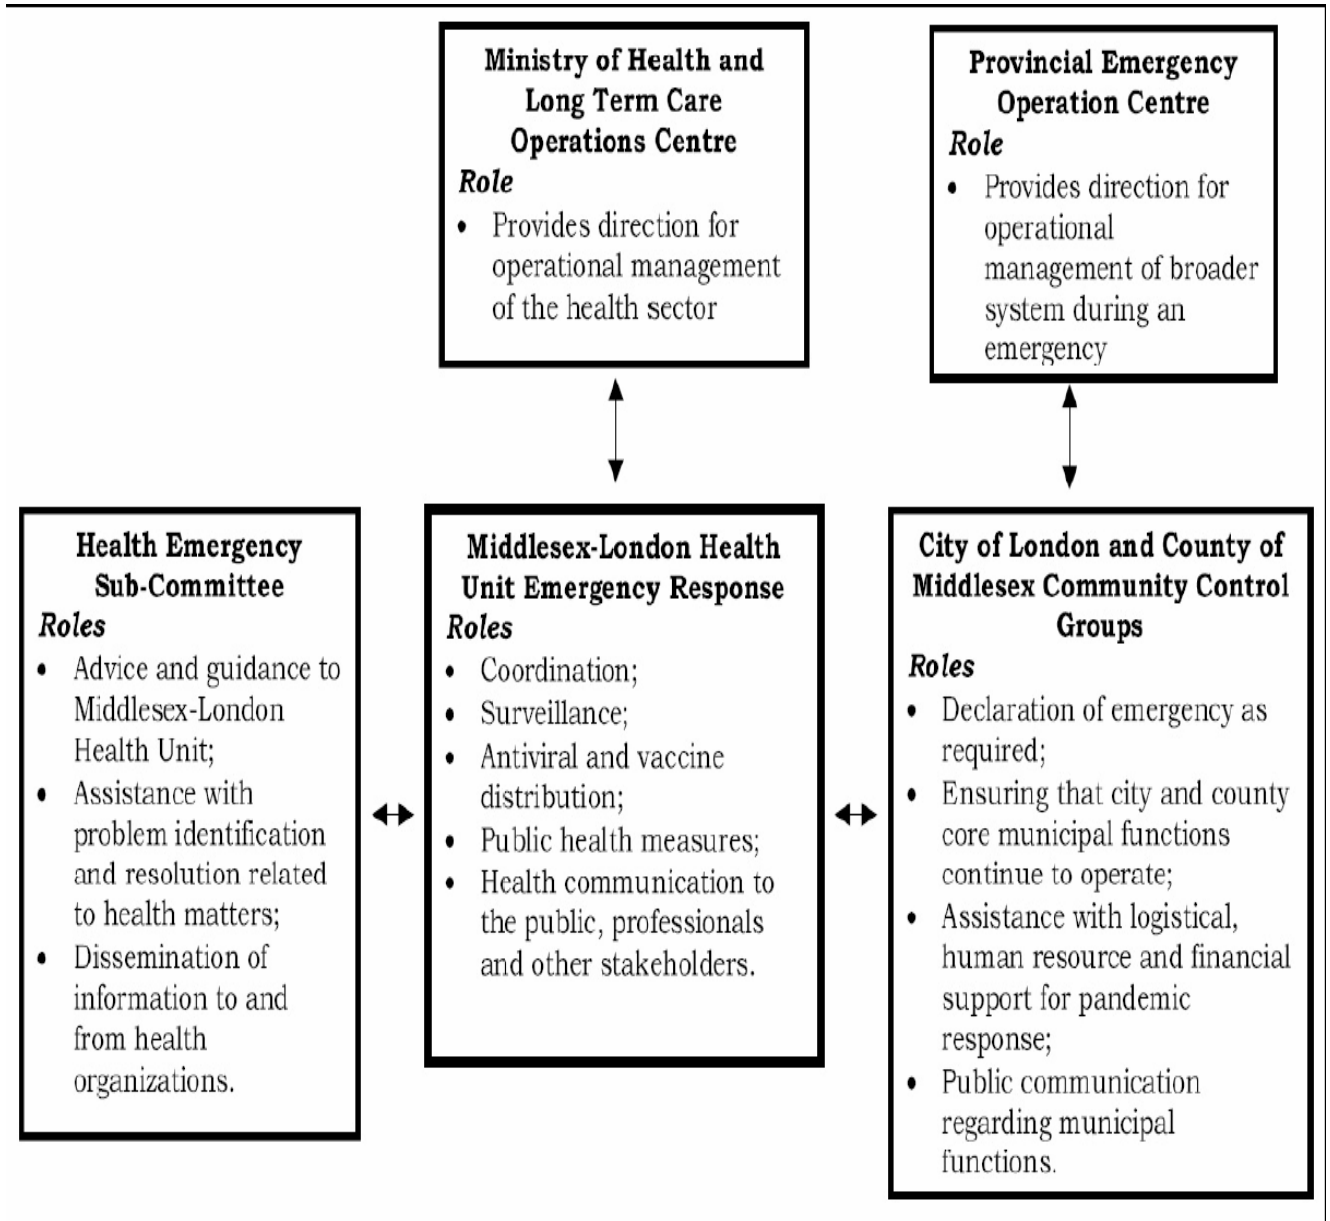 Ministry of Health and
Long Term Care
Operations Centre
Role
• Provides direction for
operational management
of the health sector
Provincial Emergency
Operation Centre
Role
• Provides direction for
operational
management of broader
system during an
emergency
Health Emergency
Sub-Committee
Roles
• Advice and guidance to
Middlesex-London
Health Unit;
• Assistance with
problem identification
and resolution related
to health matters;
• Dissemination of
information to and
from health
organizations.
Middlesex-London Health
Unit Emergency Response
Roles
• Coordination;
• Surveillance;
• Antiviral and vaccine
distribution;
• Public health measures;
• Health communication to
the public, professionals
and other stakeholders.
City of London and County of
Middlesex Community Control
Groups
Roles
• Declaration of emergency as
required;
• Ensuring that city and county
core municipal functions
continue to operate;
• Assistance with logistical,
human resource and financial
support for pandemic
response;
• Public communication
regarding municipal
functions.